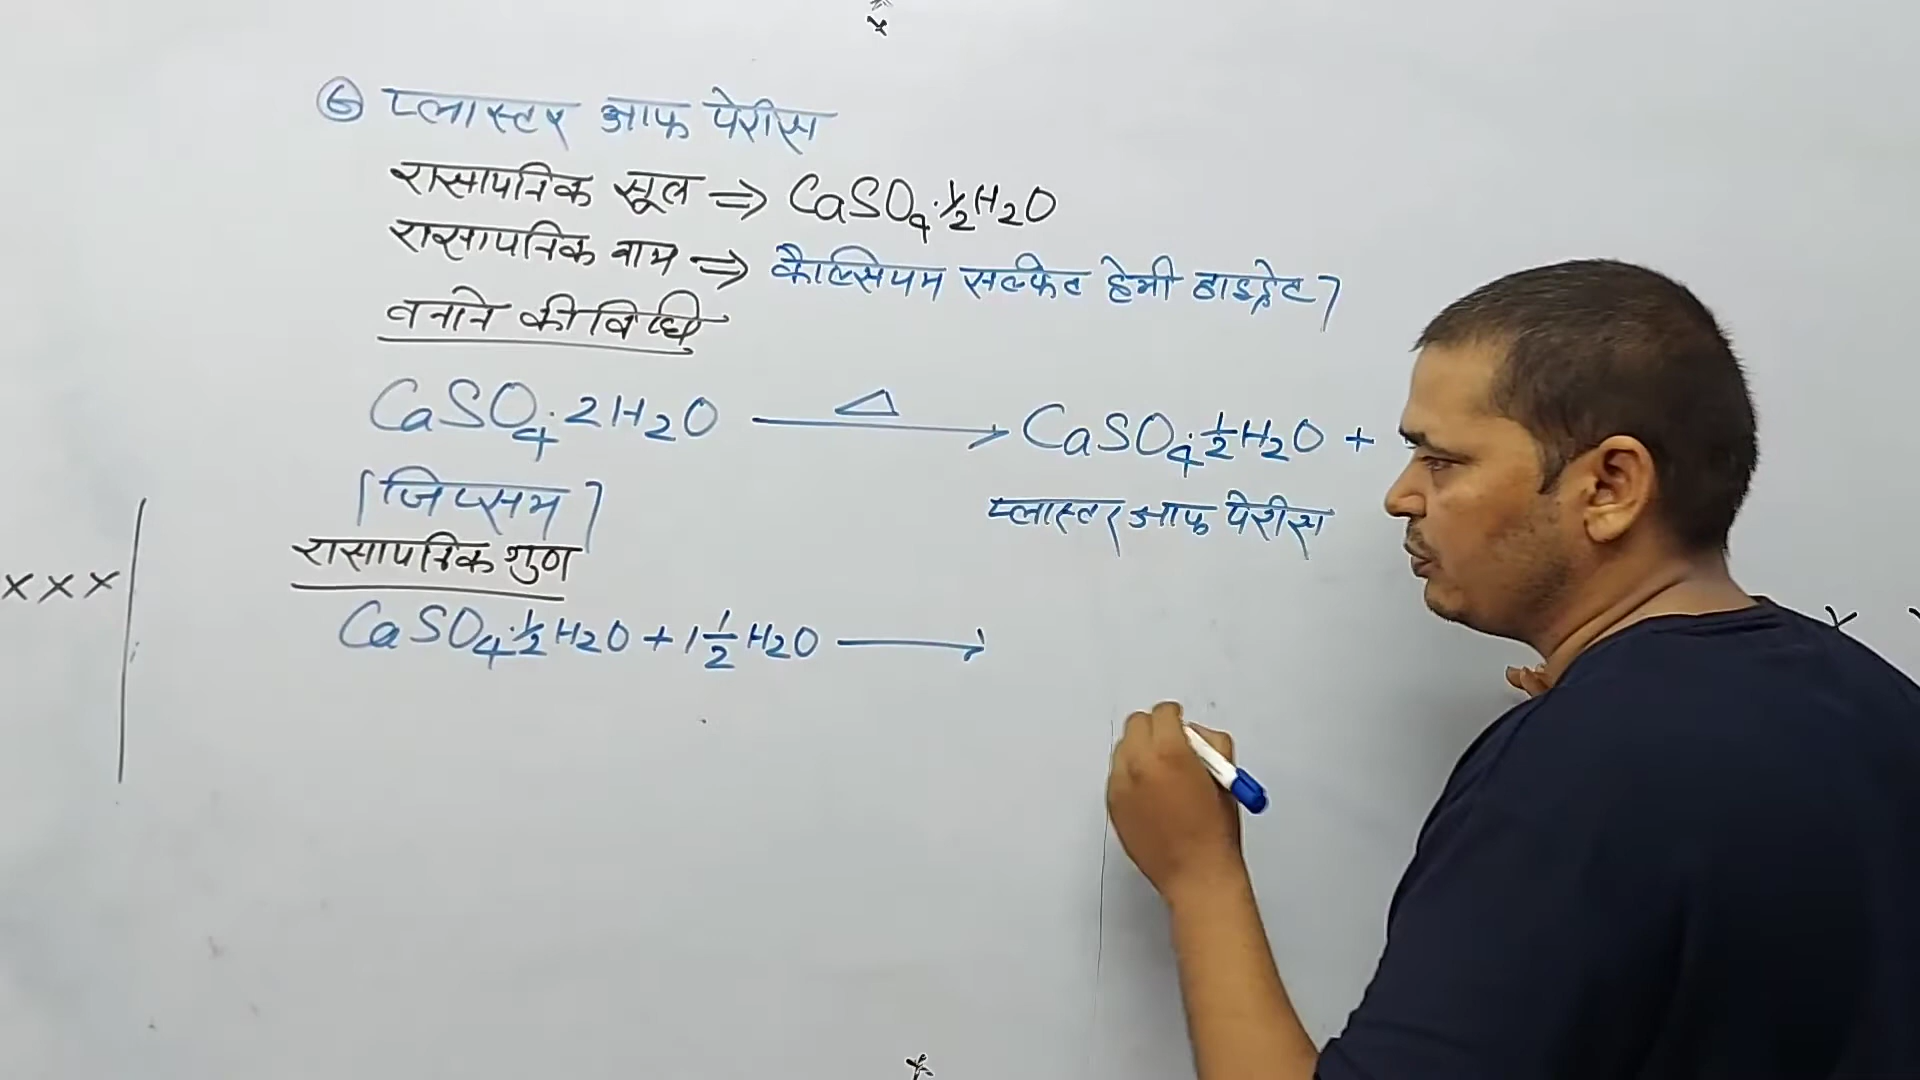 ⑥ प्लास्टर आफ पेरीस
रासायनिक सूत्र ⇒ CaSO₄·½H₂O
रासायनिक नाम ⇒ कैल्सियम सल्फेट हेमी हाइड्रेट
बनाने की विधि
CaSO₄·2H₂O —Δ→ CaSO₄·½H₂O +
[जिप्सम] प्लास्टर आफ पेरीस
रासायनिक गुण
CaSO₄·½H₂O + 1½H₂O ⟶
×××